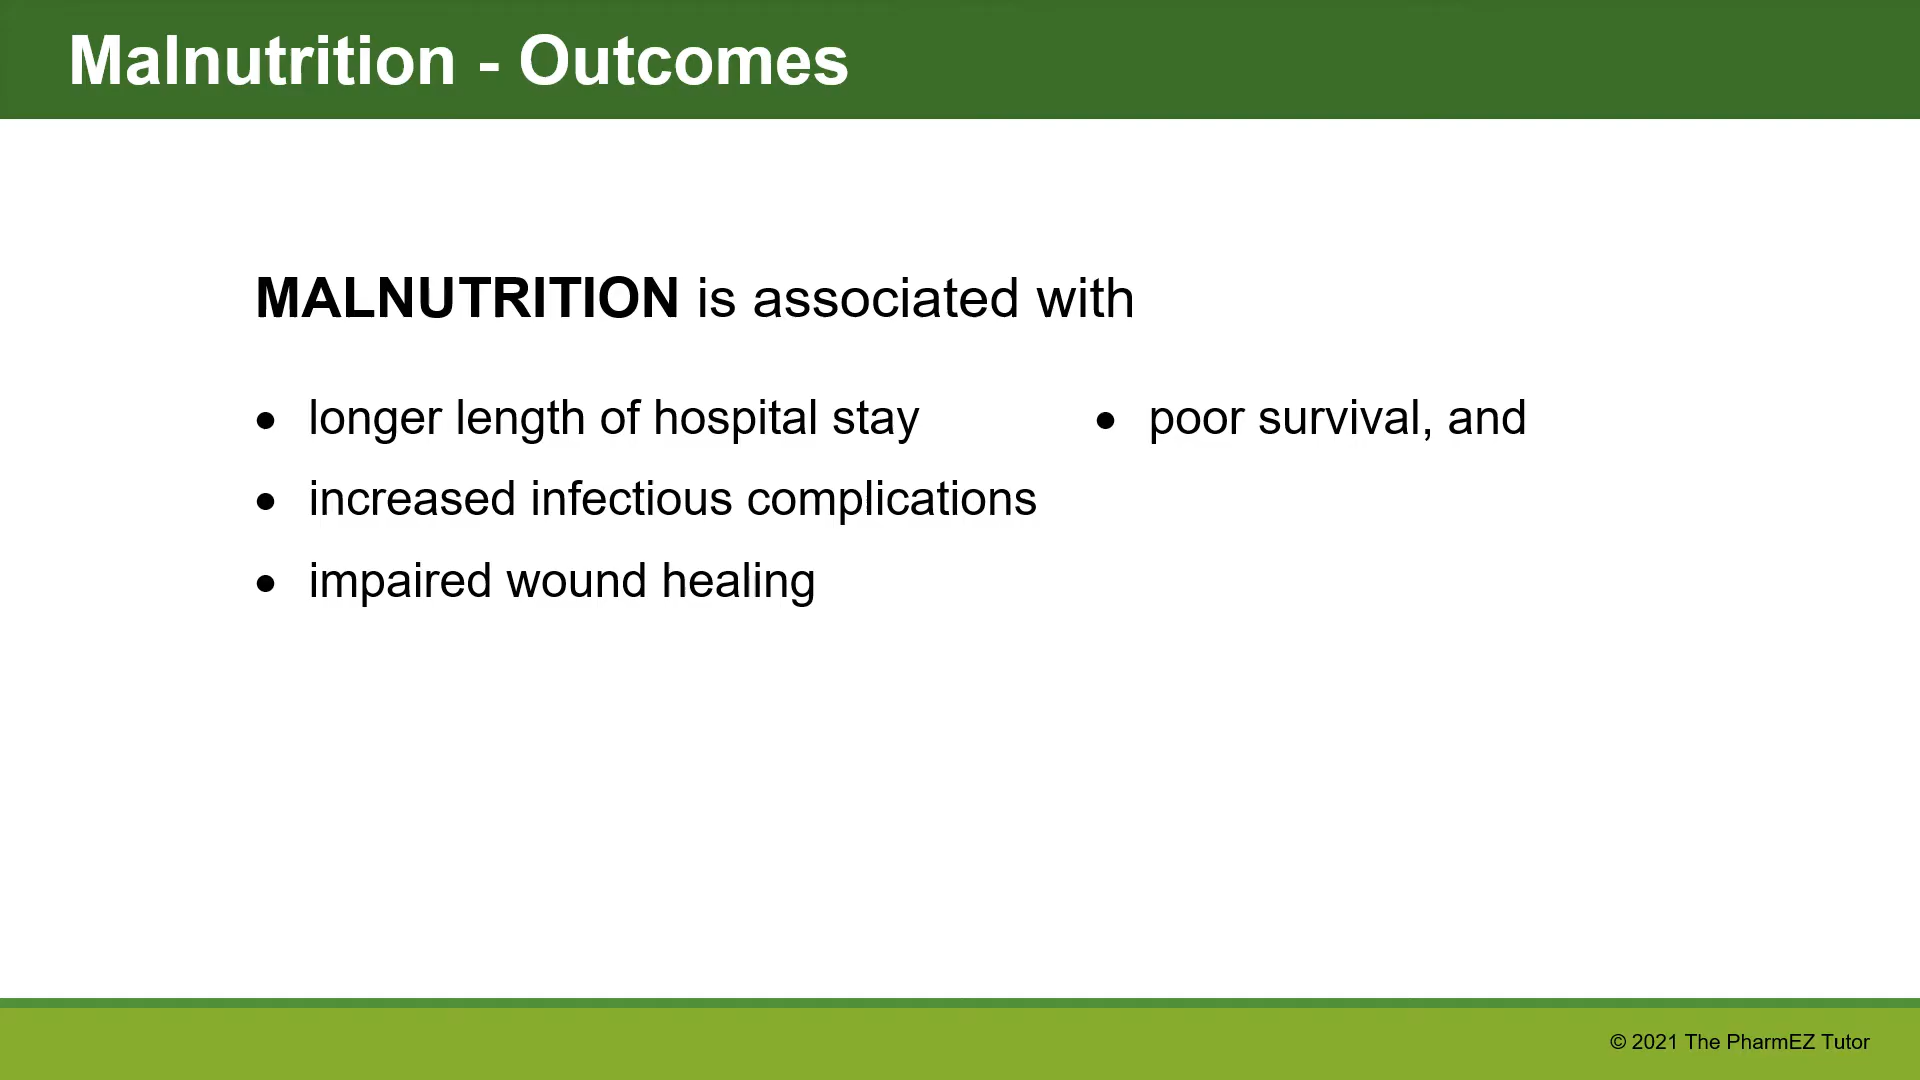 Malnutrition - Outcomes
MALNUTRITION is associated with
• longer length of hospital stay
• increased infectious complications
• impaired wound healing
• poor survival, and
© 2021 The PharmEZ Tutor